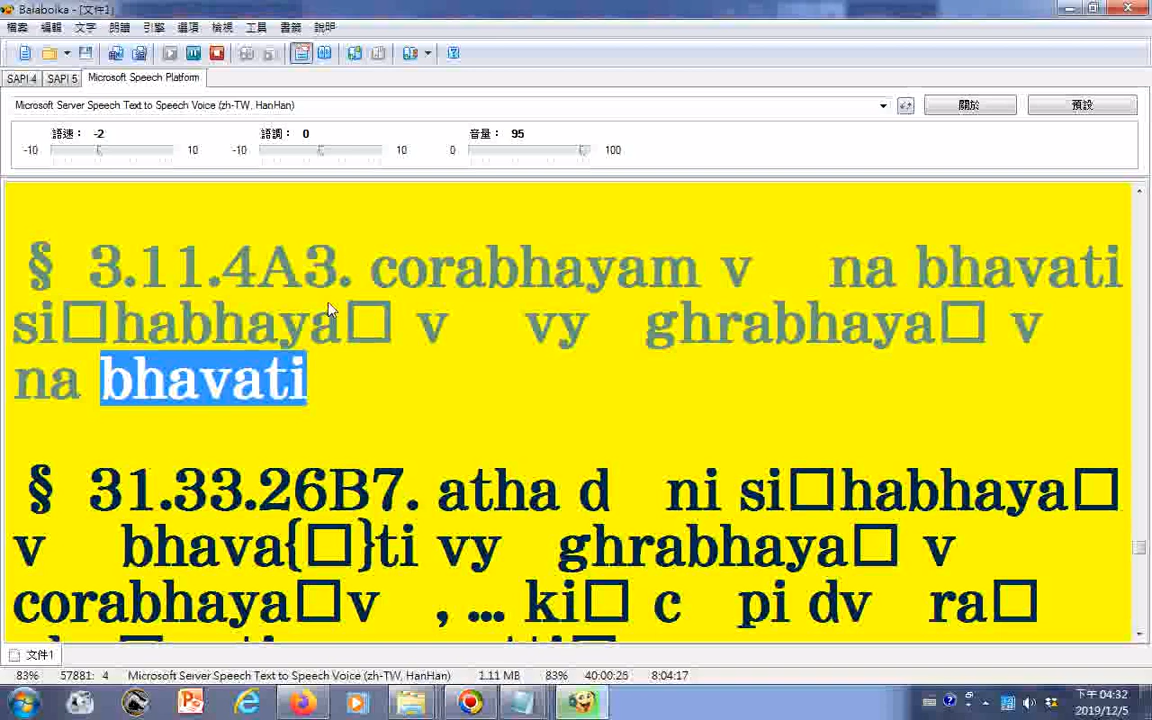 Balabolka - [文件1]
檔案 編輯 文字 朗讀 引擎 選項 檢視 工具 書籤 說明
SAPI 4 SAPI 5 Microsoft Speech Platform
Microsoft Server Speech Text to Speech Voice (zh-TW, HanHan) 關於 預設
語速： -2 語調： 0 音量： 95
-10 10 -10 10 0 100
§ 3.11.4A3. corabhayam v na bhavati
si□habhaya□ v vy ghrabhaya□ v
na bhavati
§ 31.33.26B7. atha d ni si□habhaya□
v bhava{□}ti vy ghrabhaya□ v
corabhaya□v , ... ki□ c pi dv ra□
文件1
83% 57881: 4 Microsoft Server Speech Text to Speech Voice (zh-TW, HanHan) 1.11 MB 83% 40:00:25 8:04:17
下午 04:32
2019/12/5